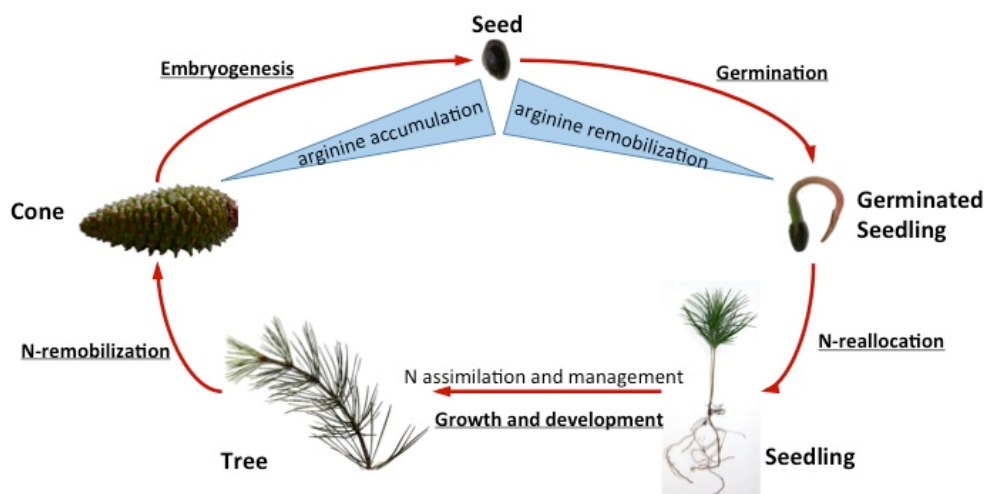 Seed
Embryogenesis
Germination
arginine accumulation
arginine remobilization
Cone
Germinated
Seedling
N-remobilization
N-reallocation
N assimilation and management
Growth and development
Tree
Seedling